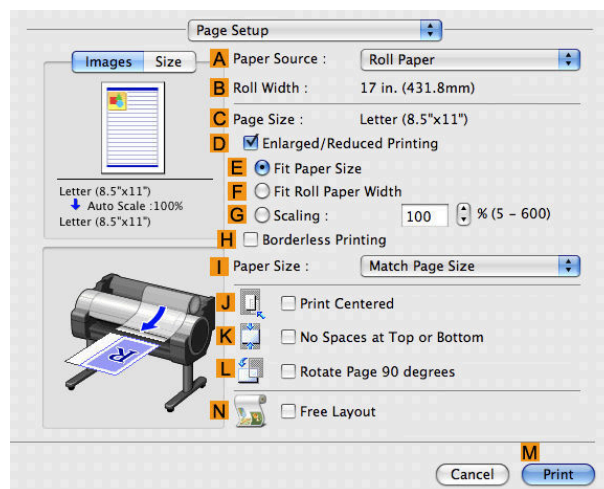 Page Setup
Images Size
A Paper Source : Roll Paper
B Roll Width : 17 in. (431.8mm)
C Page Size : Letter (8.5"x11")
D Enlarged/Reduced Printing
E Fit Paper Size
F Fit Roll Paper Width
G Scaling : 100 % (5 - 600)
Letter (8.5"x11")
Auto Scale :100%
Letter (8.5"x11")
H Borderless Printing
I Paper Size : Match Page Size
J Print Centered
K No Spaces at Top or Bottom
L Rotate Page 90 degrees
R
N Free Layout
M
Cancel Print